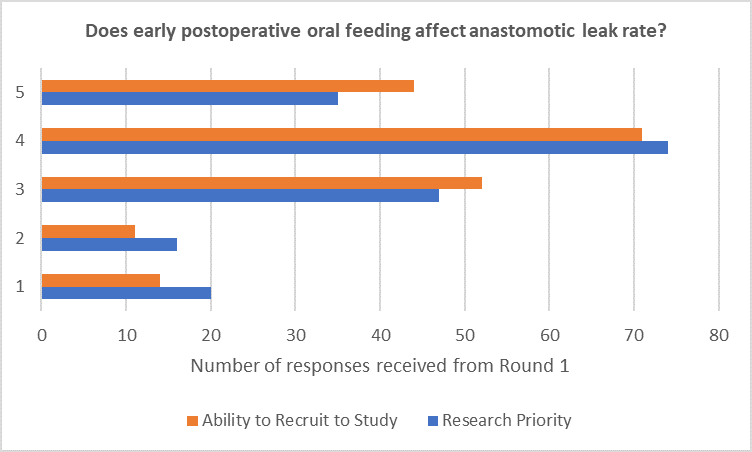 Does early postoperative oral feeding affect anastomotic leak rate?
5
4
3
2
1
0 10 20 30 40 50 60 70 80
Number of responses received from Round 1
Ability to Recruit to Study Research Priority